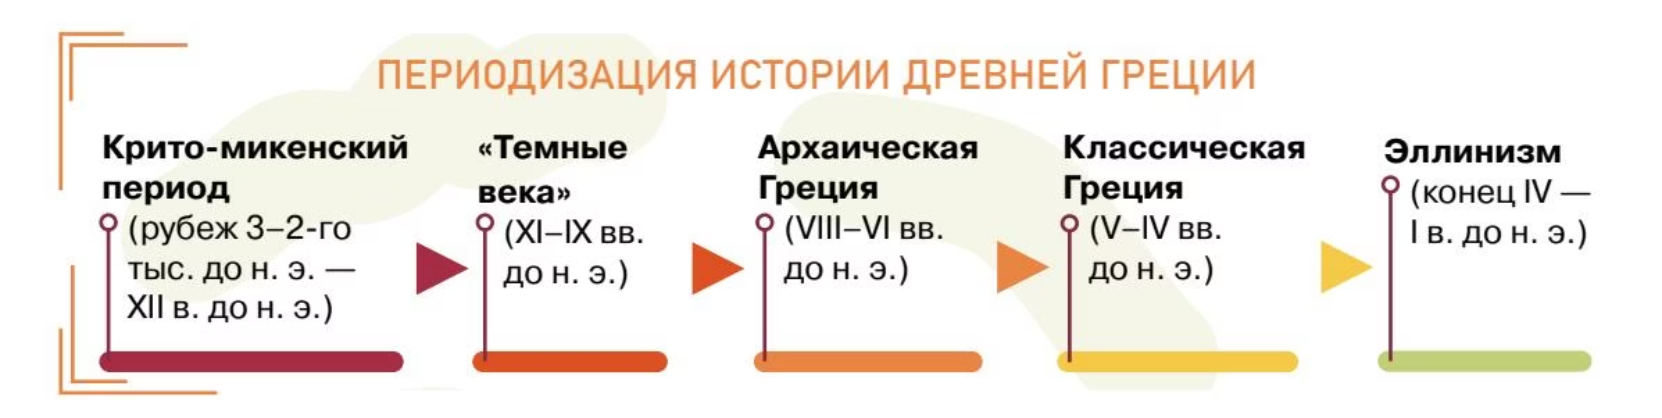 ПЕРИОДИЗАЦИЯ ИСТОРИИ ДРЕВНЕЙ ГРЕЦИИ
Крито-микенский
период
(рубеж 3–2-го
тыс. до н. э. —
XII в. до н. э.)
«Темные
века»
(XI–IX вв.
до н. э.)
Архаическая
Греция
(VIII–VI вв.
до н. э.)
Классическая
Греция
(V–IV вв.
до н. э.)
Эллинизм
(конец IV —
I в. до н. э.)